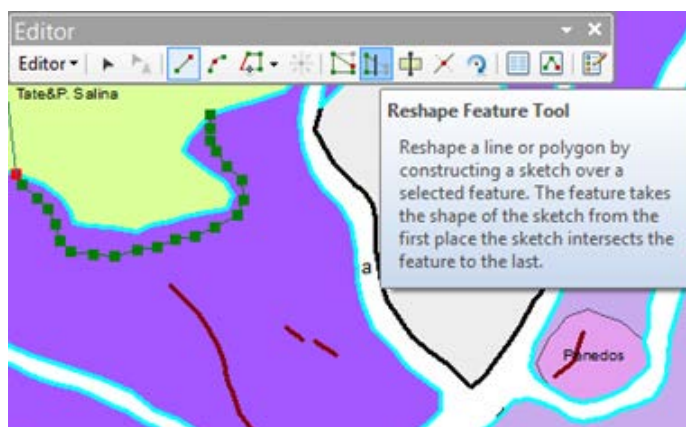 Editor
Editor
Tate&P. Salina
Reshape Feature Tool
Reshape a line or polygon by
constructing a sketch over a
selected feature. The feature takes
the shape of the sketch from the
first place the sketch intersects the
feature to the last.
a
Penedos